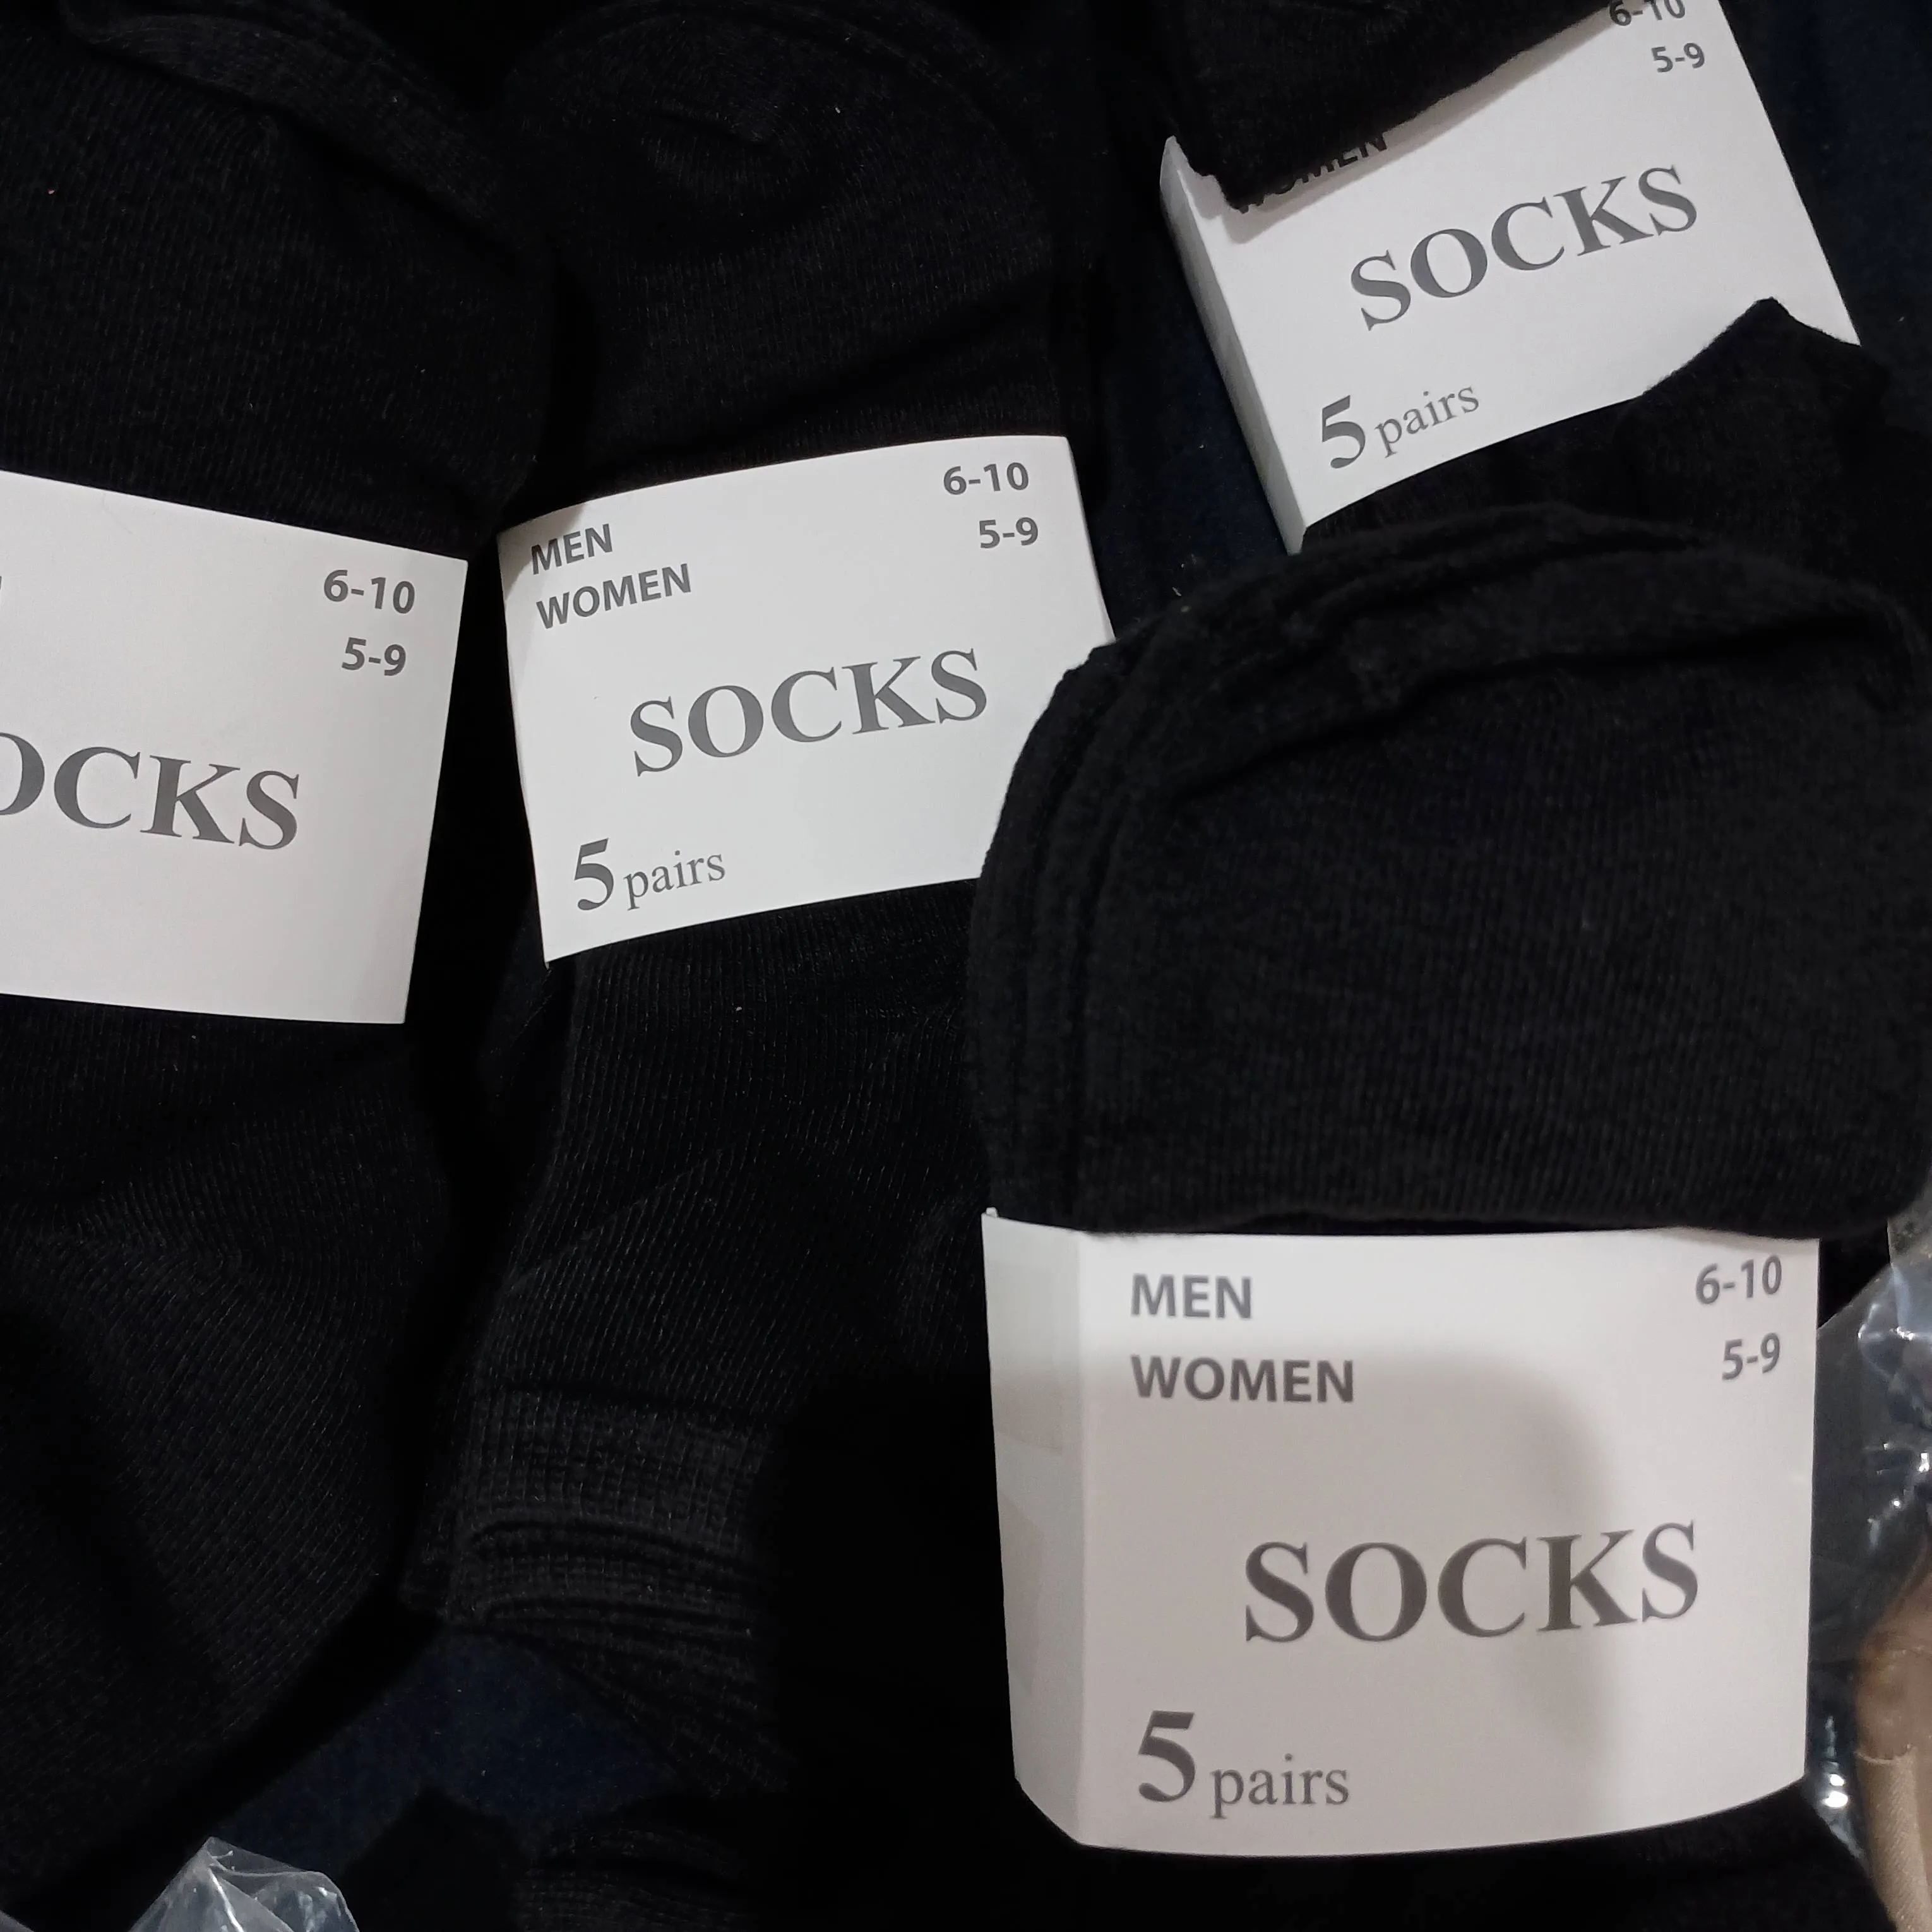 6-10
5-9
WOMEN
SOCKS
5 pairs
6-10
5-9
OCKS
MEN 6-10
WOMEN 5-9
SOCKS
5 pairs
MEN 6-10
WOMEN 5-9
SOCKS
5 pairs